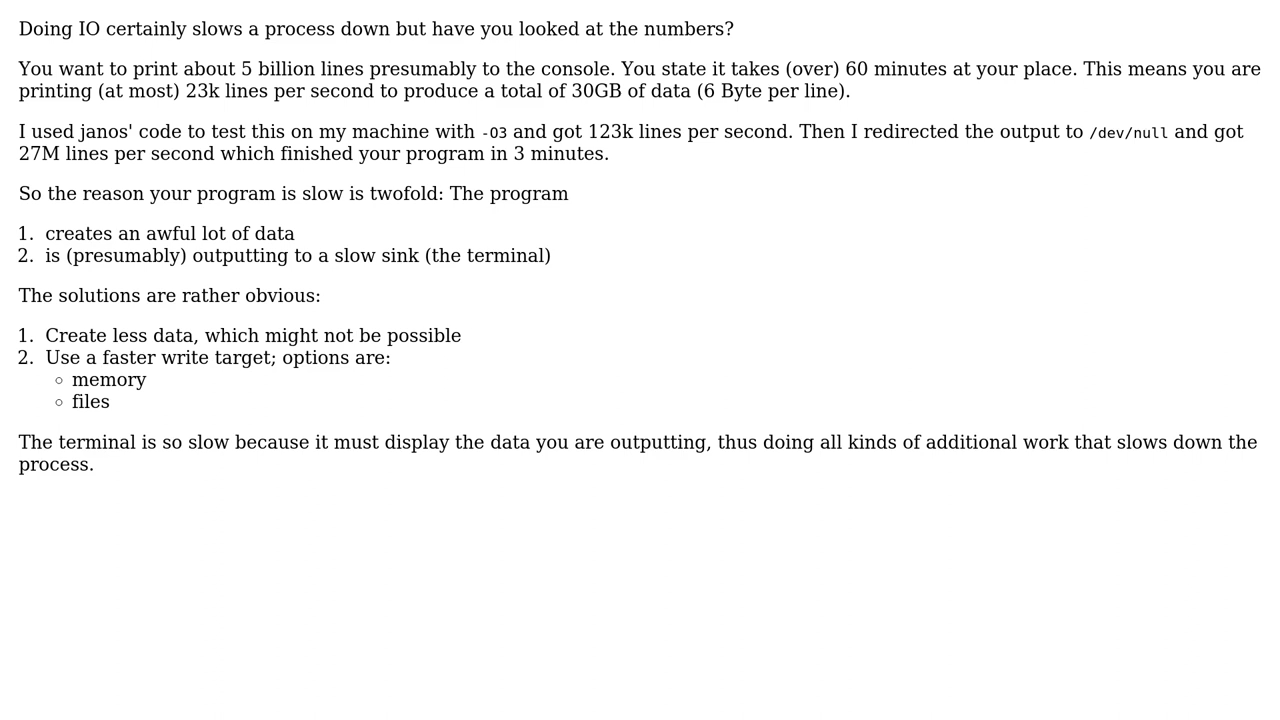 Doing IO certainly slows a process down but have you looked at the numbers?
You want to print about 5 billion lines presumably to the console. You state it takes (over) 60 minutes at your place. This means you are
printing (at most) 23k lines per second to produce a total of 30GB of data (6 Byte per line).
I used janos' code to test this on my machine with -O3 and got 123k lines per second. Then I redirected the output to /dev/null and got
27M lines per second which finished your program in 3 minutes.
So the reason your program is slow is twofold: The program
1. creates an awful lot of data
2. is (presumably) outputting to a slow sink (the terminal)
The solutions are rather obvious:
1. Create less data, which might not be possible
2. Use a faster write target; options are:
◦ memory
◦ files
The terminal is so slow because it must display the data you are outputting, thus doing all kinds of additional work that slows down the
process.